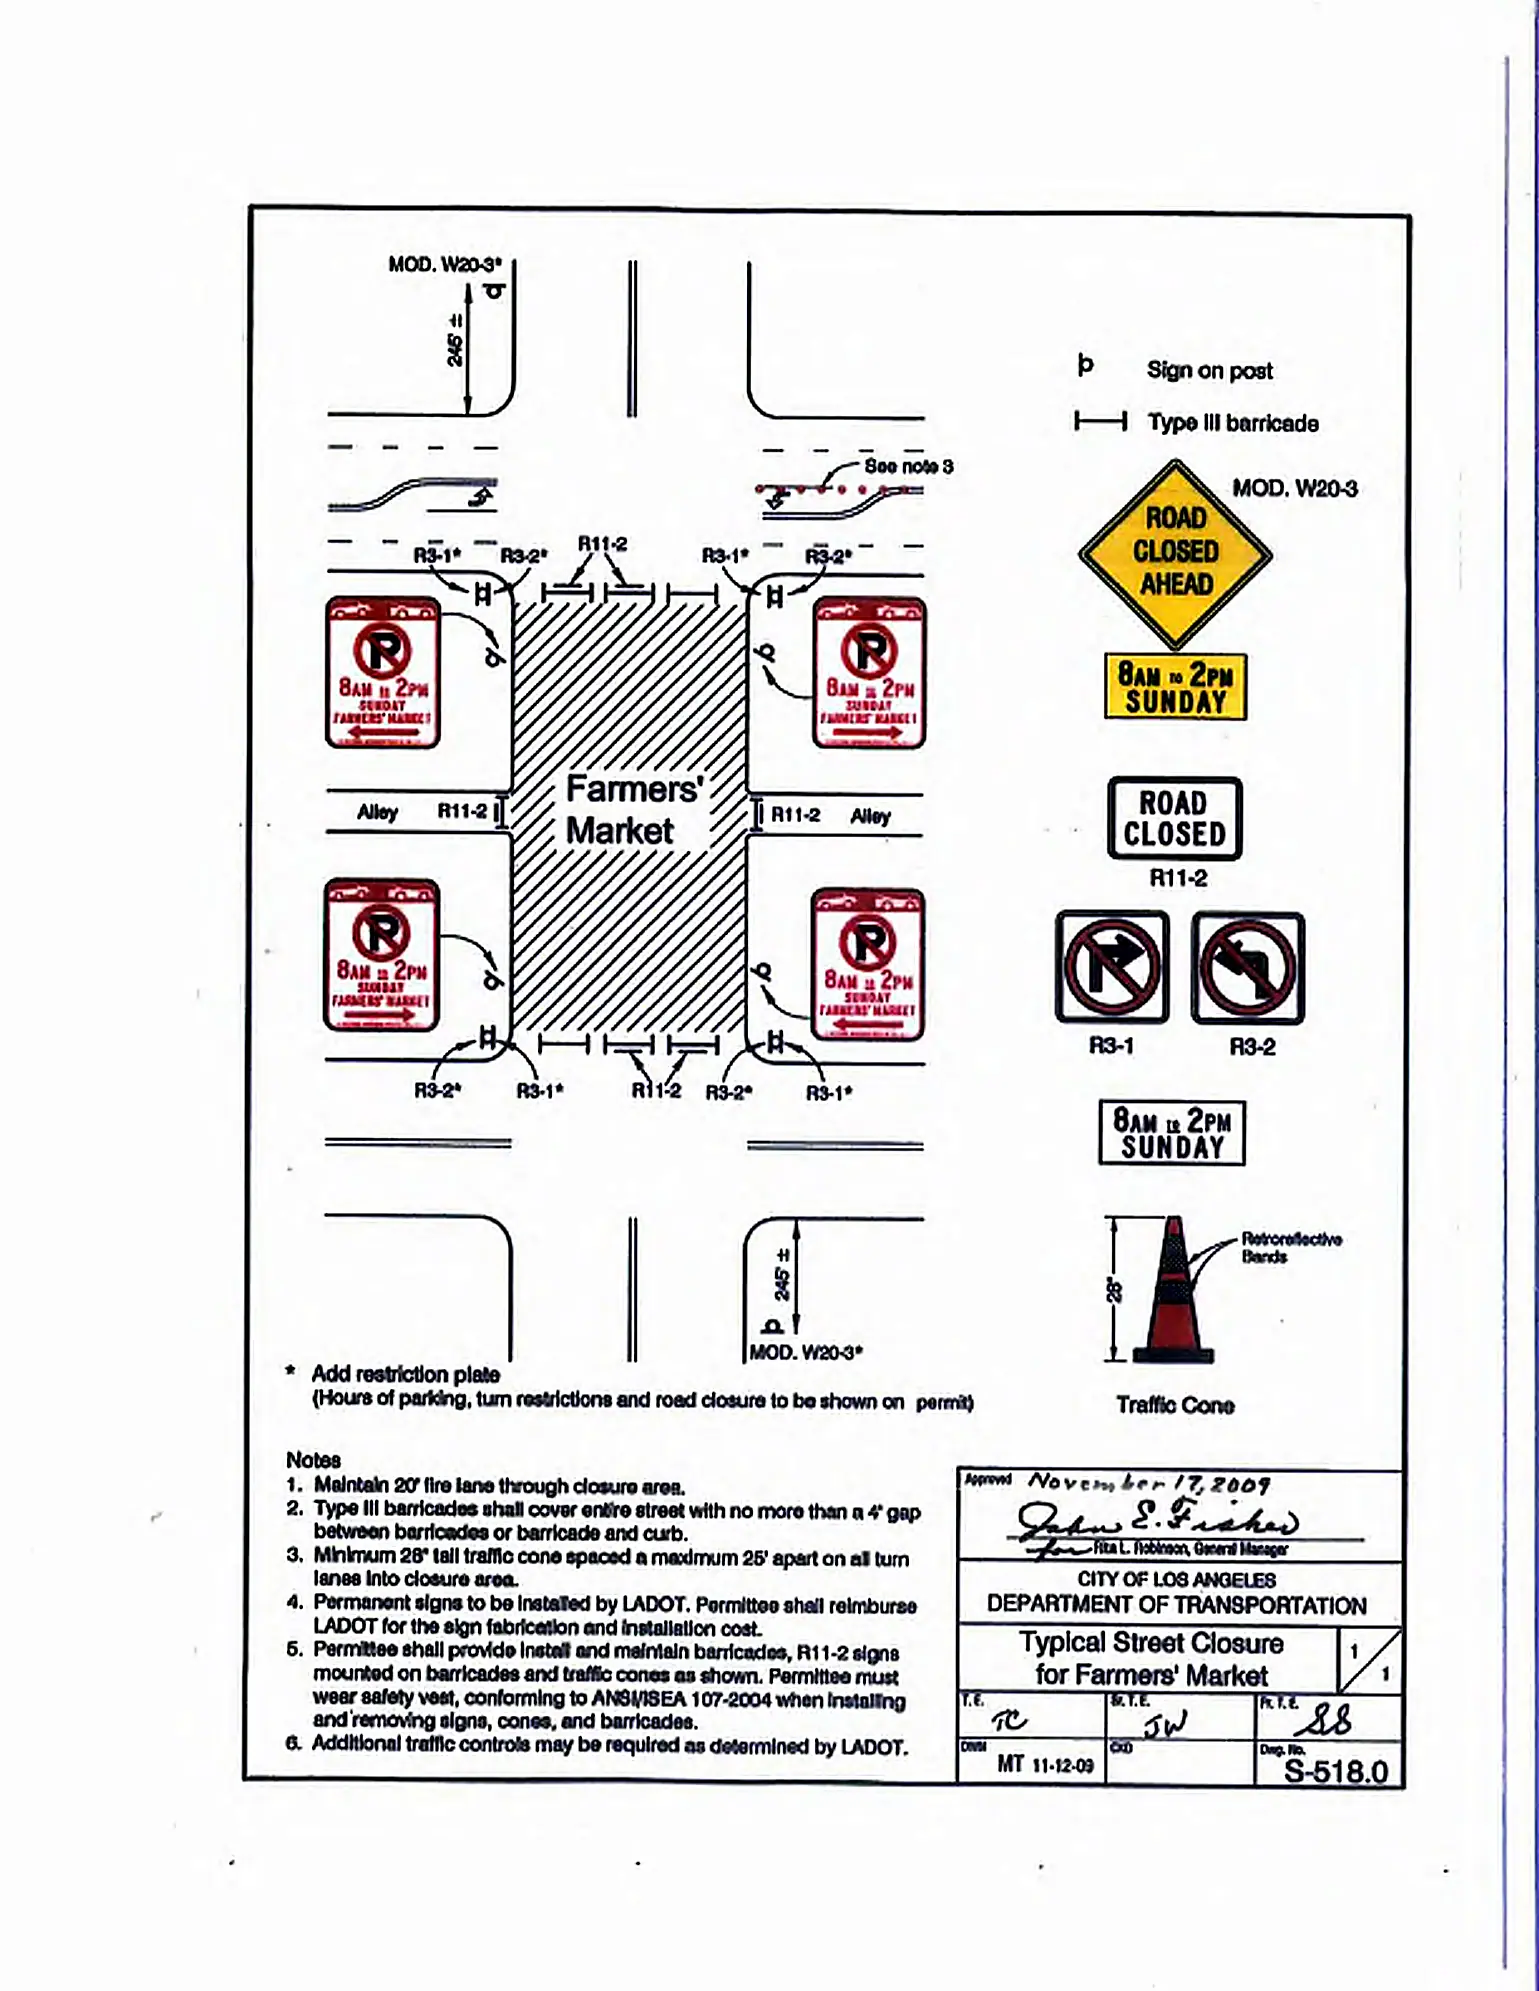 MOD. W20-3*
245' ±
See note 3
R3-1*
R3-2*
R11-2
R3-1*
R3-2*
8AM TO 2PM
SUNDAY
FARMERS' MARKET
8AM TO 2PM
SUNDAY
FARMERS' MARKET
Alley
R11-2
Farmers'
Market
R11-2
Alley
8AM TO 2PM
SUNDAY
FARMERS' MARKET
8AM TO 2PM
SUNDAY
FARMERS' MARKET
R3-2*
R3-1*
R11-2
R3-2*
R3-1*
245' ±
MOD. W20-3*
Sign on post
Type III barricade
MOD. W20-3
ROAD
CLOSED
AHEAD
8AM TO 2PM
SUNDAY
ROAD
CLOSED
R11-2
R3-1
R3-2
8AM TO 2PM
SUNDAY
28"
Retroreflective
Bands
Traffic Cone
* Add restriction plate
(Hours of parking, turn restrictions and road closure to be shown on permit)
Notes
1. Maintain 20' fire lane through closure area.
2. Type III barricades shall cover entire street with no more than a 4' gap
between barricades or barricade and curb.
3. Minimum 28" tall traffic cone spaced a maximum 25' apart on all turn
lanes into closure area.
4. Permanent signs to be installed by LADOT. Permittee shall reimburse
LADOT for the sign fabrication and installation cost.
5. Permittee shall provide install and maintain barricades, R11-2 signs
mounted on barricades and traffic cones as shown. Permittee must
wear safety vest, conforming to ANSI/ISEA 107-2004 when installing
and removing signs, cones, and barricades.
6. Additional traffic controls may be required as determined by LADOT.
Approved November 17, 2009
John E. Fisher
for Rita L. Robinson, General Manager
CITY OF LOS ANGELES
DEPARTMENT OF TRANSPORTATION
Typical Street Closure
for Farmers' Market
1/1
T.E.
TC
Sr. T.E.
JW
Pr. T.E.
SS
DWN
MT 11-12-09
CKD
Dwg. No.
S-518.0